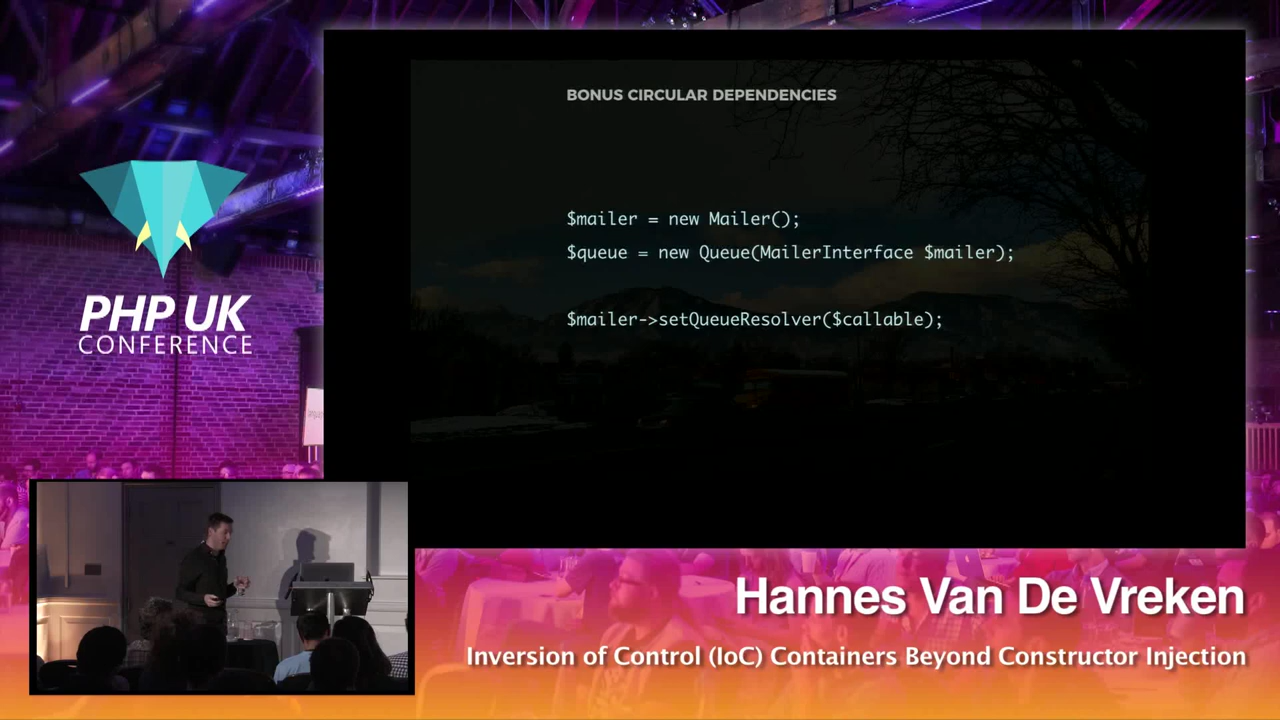 BONUS CIRCULAR DEPENDENCIES
$mailer = new Mailer();
$queue = new Queue(MailerInterface $mailer);
$mailer->setQueueResolver($callable);
PHP UK
CONFERENCE
Hannes Van De Vreken
Inversion of Control (IoC) Containers Beyond Constructor Injection